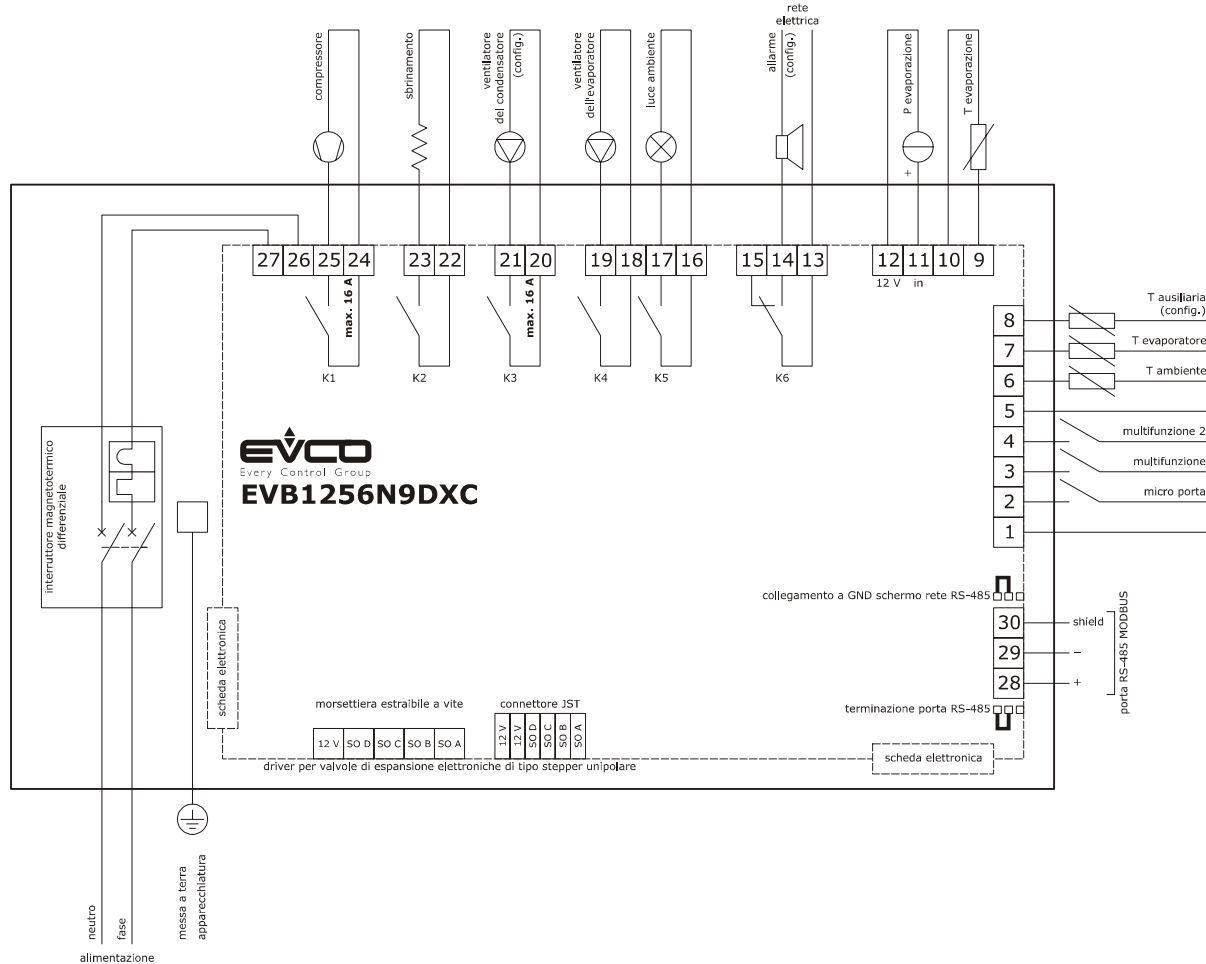 rete
elettrica
compressore
sbrinamento
ventilatore
del condensatore
(config.)
ventilatore
dell'evaporatore
luce ambiente
allarme
(config.)
P evaporazione
+
T evaporazione
27 26 25 24
23 22
21 20
19 18 17 16
15 14 13
12 11 10 9
12 V in
max. 16 A
max. 16 A
K1
K2
K3
K4
K5
K6
8
T ausiliaria
(config.)
7
T evaporatore
6
T ambiente
5
4
multifunzione 2
3
multifunzione
2
micro porta
1
EVCO
Every Control Group
EVB1256N9DXC
interruttore magnetotermico
differenziale
collegamento a GND schermo rete RS-485
30
shield
29
-
28
+
porta RS-485 MODBUS
terminazione porta RS-485
scheda elettronica
morsettiera estraibile a vite
connettore JST
12 V SO D SO C SO B SO A
12 V 12 V SO D SO C SO B SO A
driver per valvole di espansione elettroniche di tipo stepper unipolare
scheda elettronica
neutro
fase
alimentazione
messa a terra
apparecchiatura